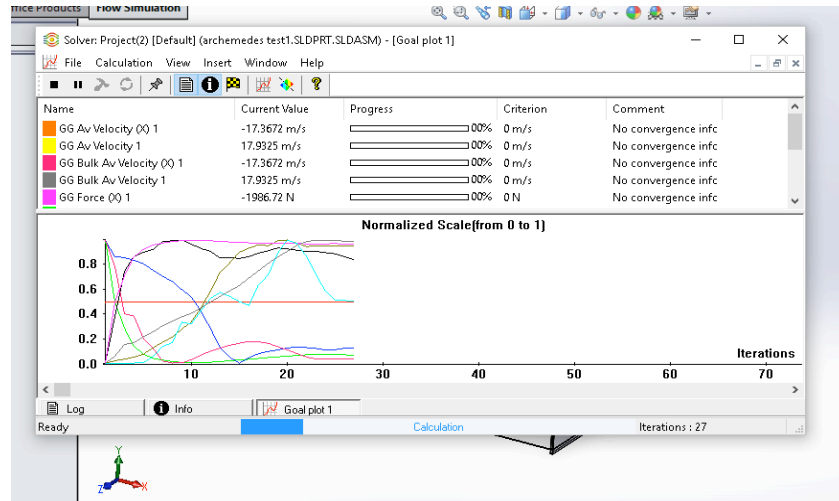 ffice Products Flow Simulation
Solver: Project(2) [Default] (archemedes test1.SLDPRT.SLDASM) - [Goal plot 1]
File Calculation View Insert Window Help
Name Current Value Progress Criterion Comment
GG Av Velocity (X) 1 -17.3672 m/s 00% 0 m/s No convergence infc
GG Av Velocity 1 17.9325 m/s 00% 0 m/s No convergence infc
GG Bulk Av Velocity (X) 1 -17.3672 m/s 00% 0 m/s No convergence infc
GG Bulk Av Velocity 1 17.9325 m/s 00% 0 m/s No convergence infc
GG Force (X) 1 -1986.72 N 00% 0 N No convergence infc
Normalized Scale(from 0 to 1)
0.8
0.6
0.4
0.2
0.0
Iterations
10 20 30 40 50 60 70
Log Info Goal plot 1
Ready Calculation Iterations : 27
Y
Z X